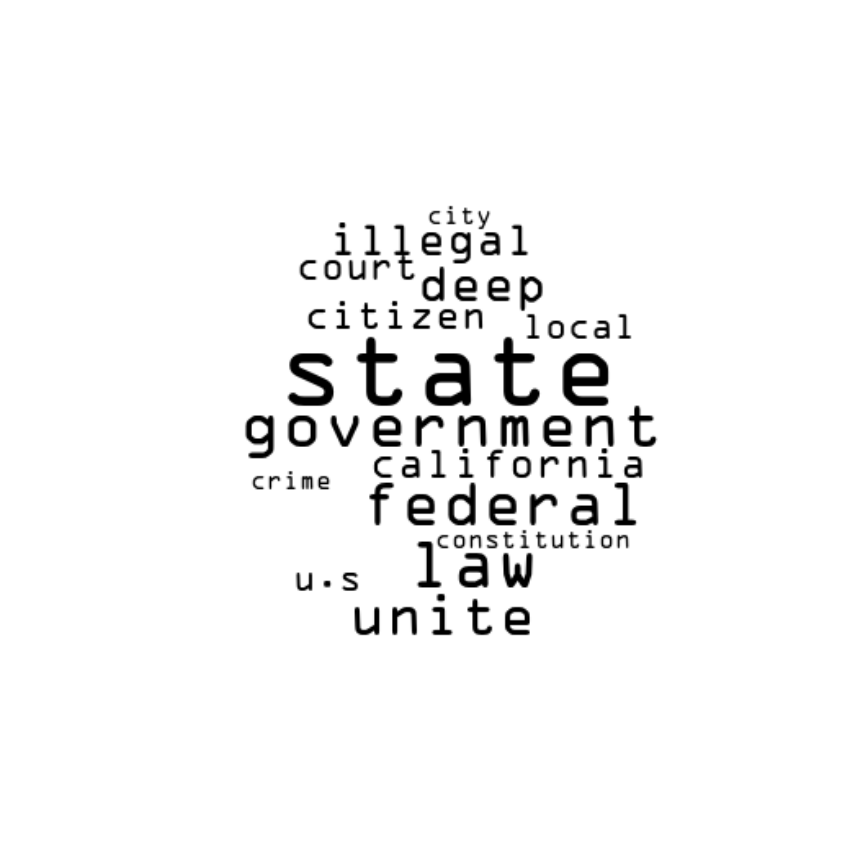 city
illegal
court
deep
citizen
local
state
government
california
crime
federal
constitution
law
u.s
unite